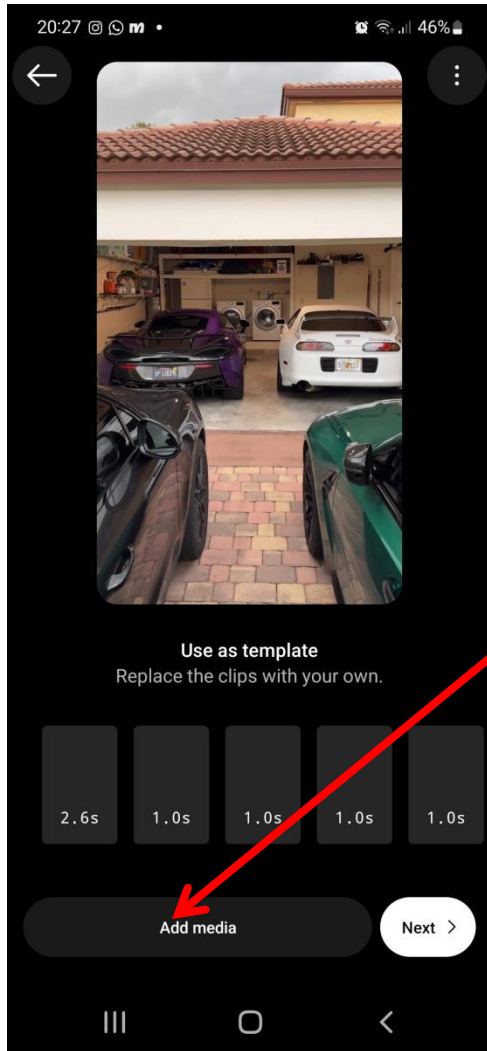 20:27
46%
Use as template
Replace the clips with your own.
2.6s 1.0s 1.0s 1.0s 1.0s
Add media
Next >